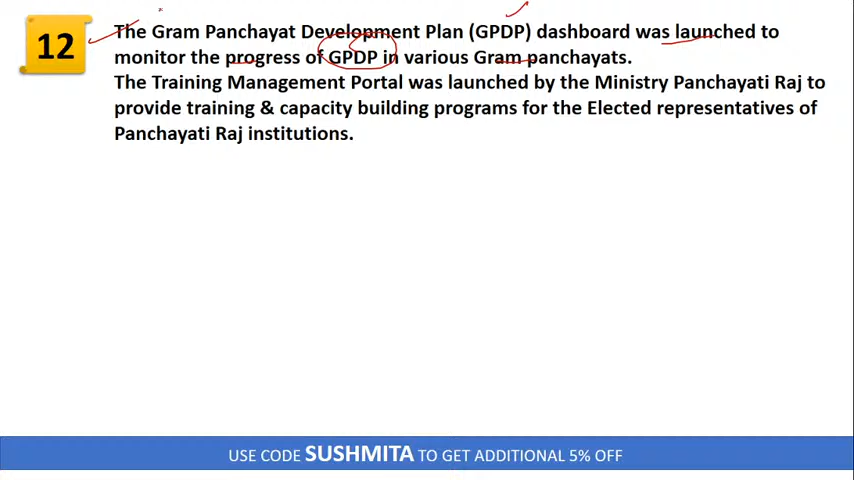 12
The Gram Panchayat Development Plan (GPDP) dashboard was launched to
monitor the progress of GPDP in various Gram panchayats.
The Training Management Portal was launched by the Ministry Panchayati Raj to
provide training & capacity building programs for the Elected representatives of
Panchayati Raj institutions.
USE CODE SUSHMITA TO GET ADDITIONAL 5% OFF